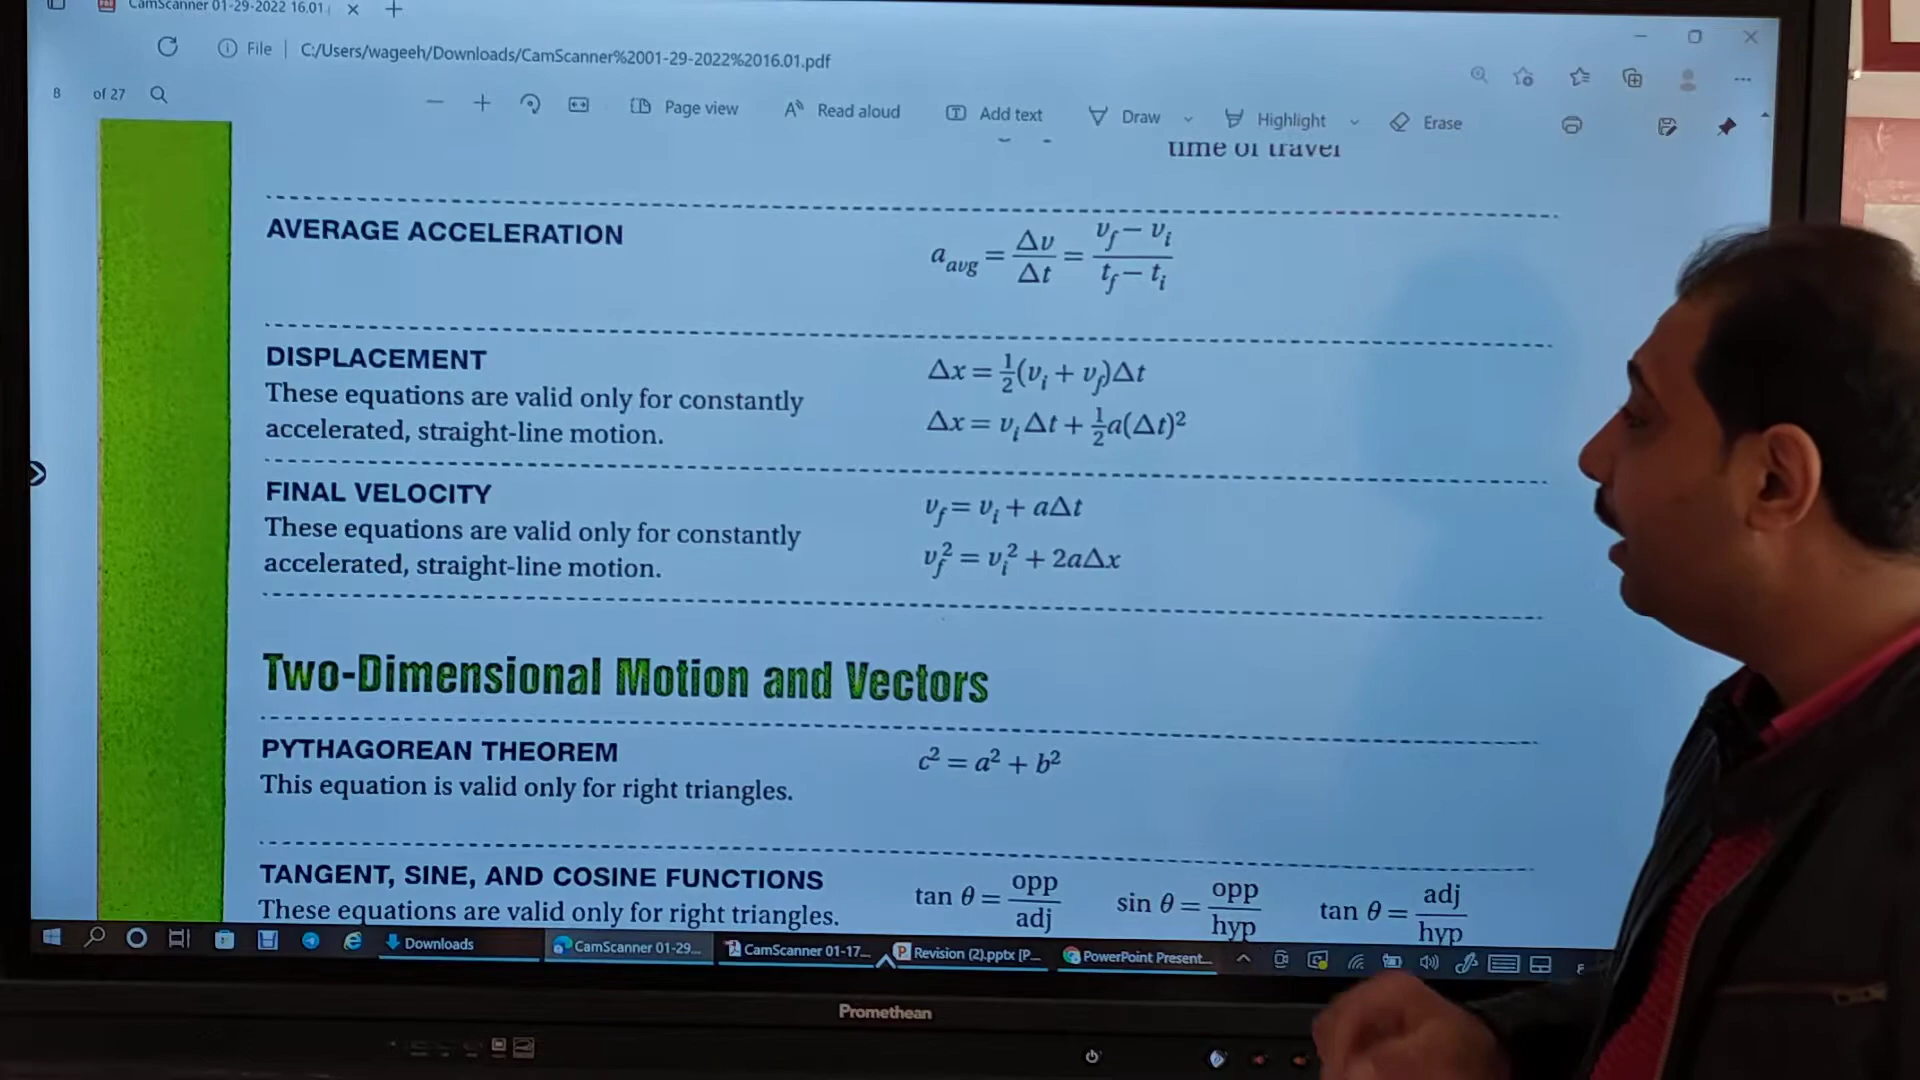 CamScanner 01-29-2022 16.01
File | C:/Users/wageeh/Downloads/CamScanner%2001-29-2022%2016.01.pdf
8 of 27
Page view
Read aloud
Add text
Draw
Highlight
Erase
time of travel
AVERAGE ACCELERATION
a_avg = Δv/Δt = (v_f − v_i)/(t_f − t_i)
DISPLACEMENT
These equations are valid only for constantly
accelerated, straight-line motion.
Δx = ½(v_i + v_f)Δt
Δx = v_i Δt + ½a(Δt)²
FINAL VELOCITY
These equations are valid only for constantly
accelerated, straight-line motion.
v_f = v_i + aΔt
v_f² = v_i² + 2aΔx
Two-Dimensional Motion and Vectors
PYTHAGOREAN THEOREM
This equation is valid only for right triangles.
c² = a² + b²
TANGENT, SINE, AND COSINE FUNCTIONS
These equations are valid only for right triangles.
tan θ = opp/adj
sin θ = opp/hyp
tan θ = adj/hyp
Downloads
CamScanner 01-29...
CamScanner 01-17...
Revision (2).pptx [P...
PowerPoint Present...
Promethean